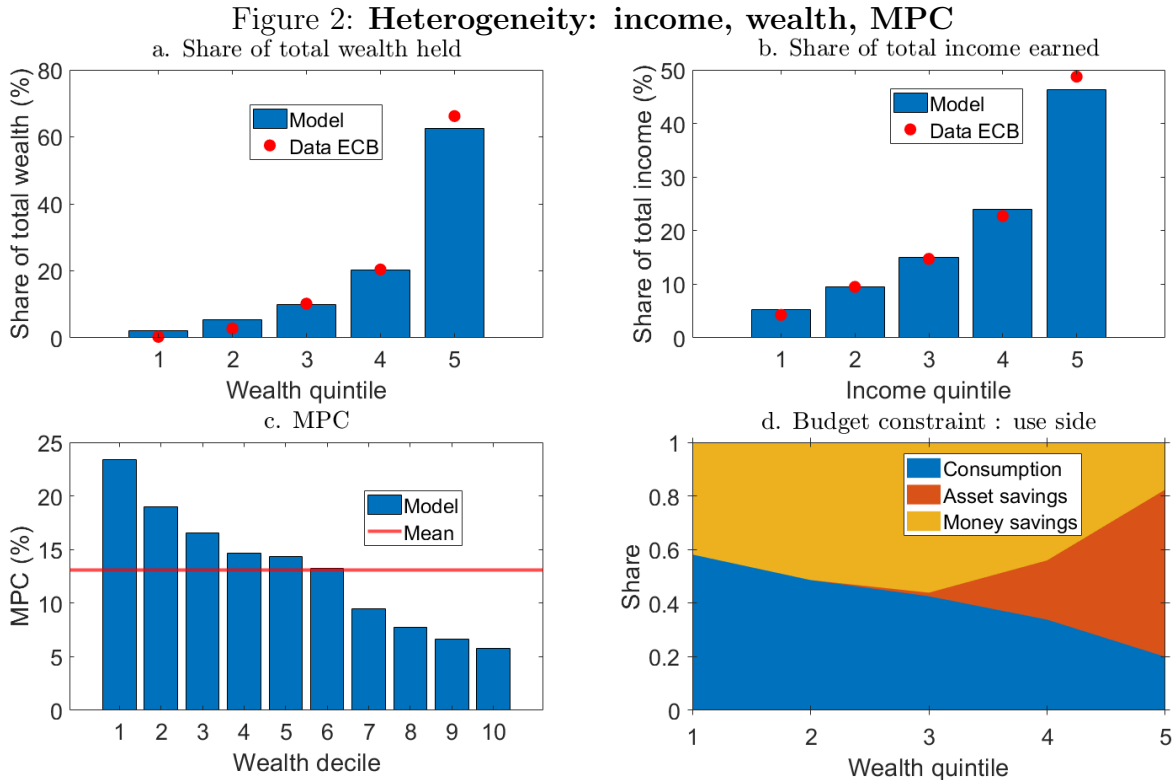 Figure 2: Heterogeneity: income, wealth, MPC
a. Share of total wealth held
Share of total wealth (%)
80
60
40
20
0
Model
Data ECB
1 2 3 4 5
Wealth quintile
b. Share of total income earned
Share of total income (%)
50
40
30
20
10
0
Model
Data ECB
1 2 3 4 5
Income quintile
c. MPC
MPC (%)
25
20
15
10
5
0
Model
Mean
1 2 3 4 5 6 7 8 9 10
Wealth decile
d. Budget constraint : use side
Share
1
0.8
0.6
0.4
0.2
0
Consumption
Asset savings
Money savings
1 2 3 4 5
Wealth quintile